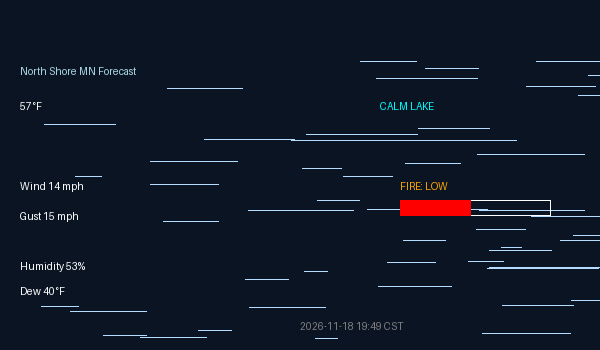 North Shore MN Forecast
57°F
CALM LAKE
Wind 14 mph
FIRE: LOW
Gust 15 mph
Humidity 53%
Dew 40°F
2026-11-18 19:49 CST